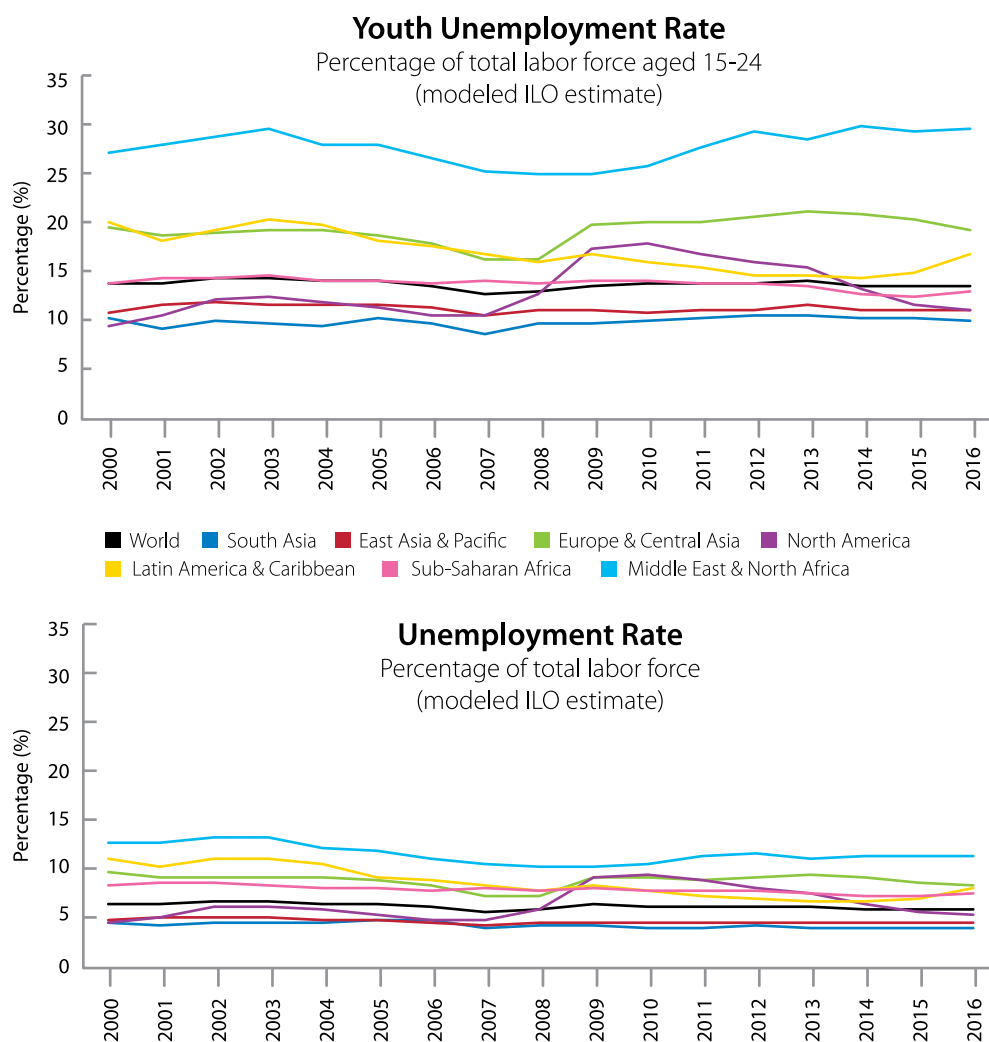 Youth Unemployment Rate
Percentage of total labor force aged 15-24
(modeled ILO estimate)
Percentage (%)
35
30
25
20
15
10
5
0
2000 2001 2002 2003 2004 2005 2006 2007 2008 2009 2010 2011 2012 2013 2014 2015 2016
World South Asia East Asia & Pacific Europe & Central Asia North America
Latin America & Caribbean Sub-Saharan Africa Middle East & North Africa
Unemployment Rate
Percentage of total labor force
(modeled ILO estimate)
Percentage (%)
35
30
25
20
15
10
5
0
2000 2001 2002 2003 2004 2005 2006 2007 2008 2009 2010 2011 2012 2013 2014 2015 2016